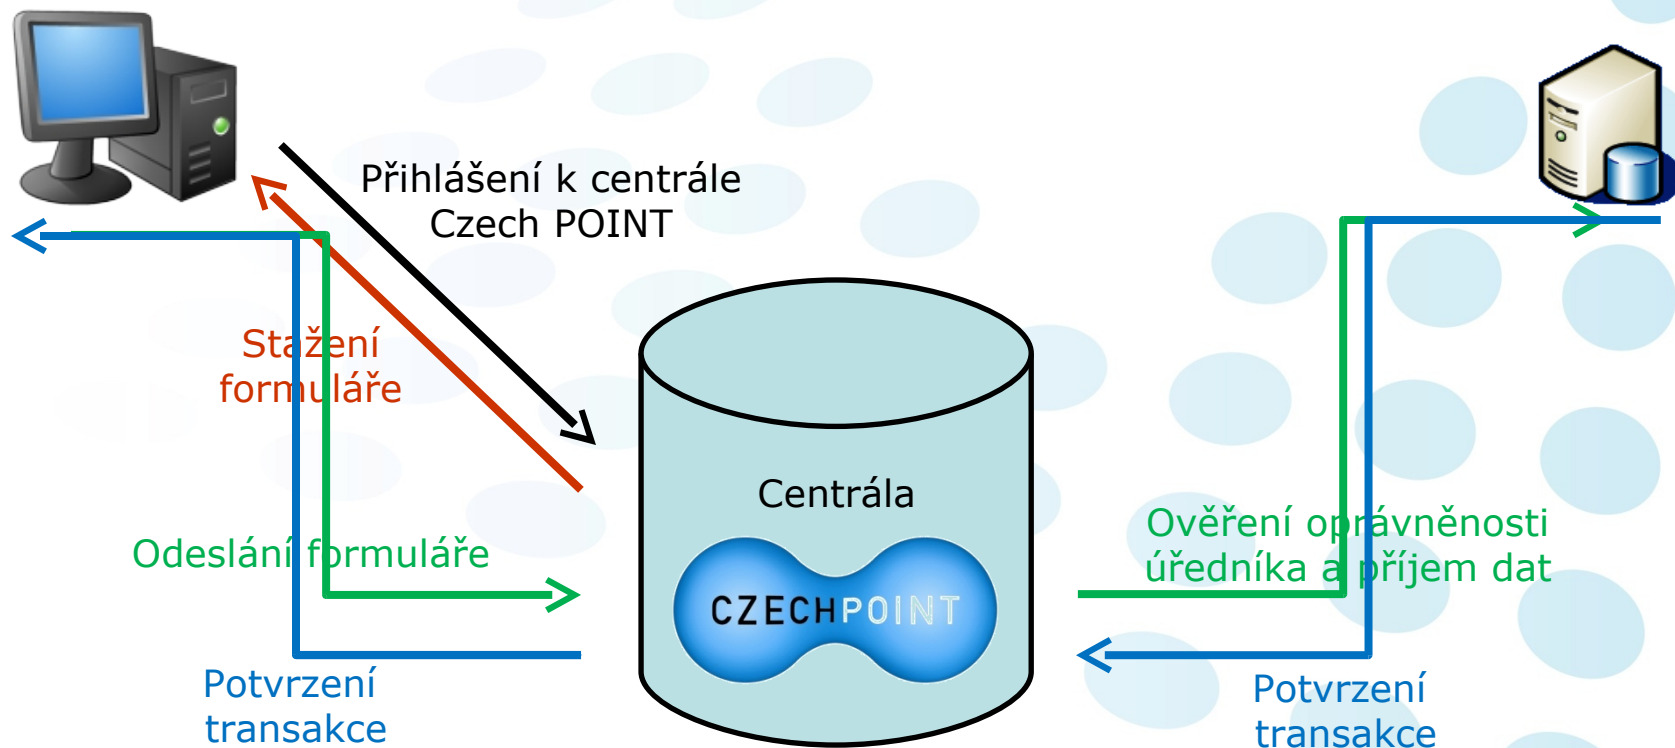 Přihlášení k centrále
Czech POINT
Stažení
formuláře
Centrála
Odeslání formuláře
Ověření oprávněnosti
úředníka a příjem dat
CZECHPOINT
Potvrzení
transakce
Potvrzení
transakce